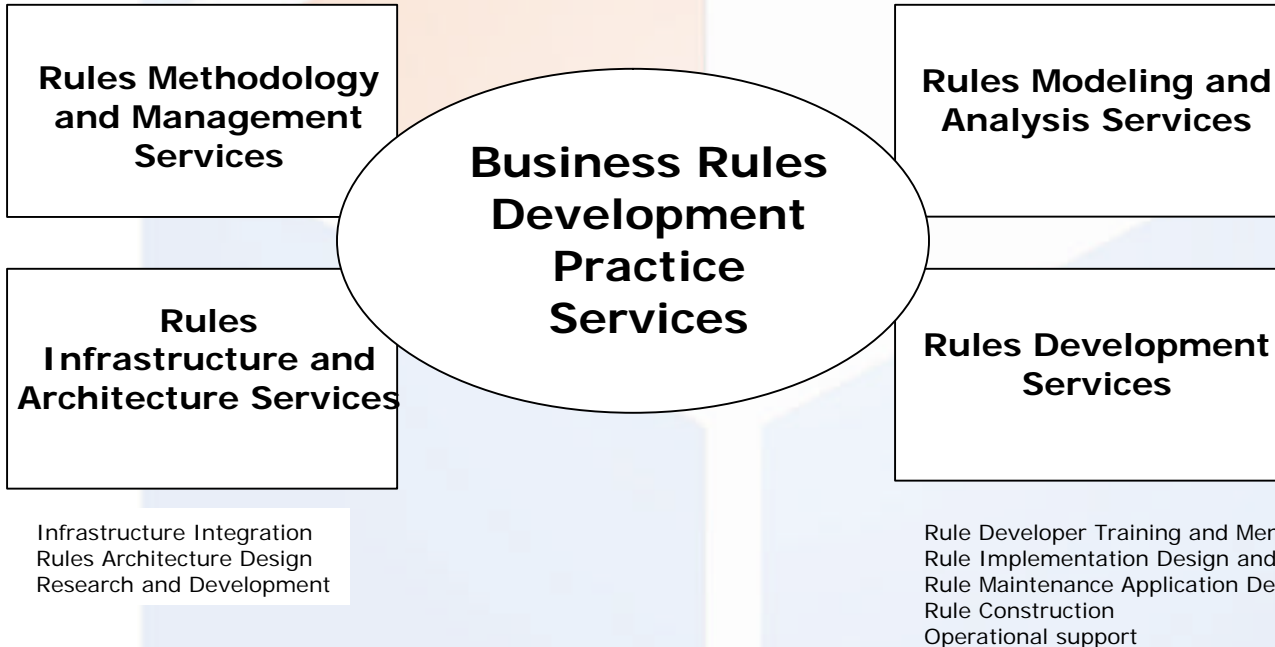 Rules Methodology
and Management
Services
Business Rules
Development
Practice
Services
Rules Modeling and
Analysis Services
Rules
Infrastructure and
Architecture Services
Rules Development
Services
Infrastructure Integration
Rules Architecture Design
Research and Development
Rule Developer Training and
Rule Implementation Design and
Rule Maintenance Application
Rule Construction
Operational support